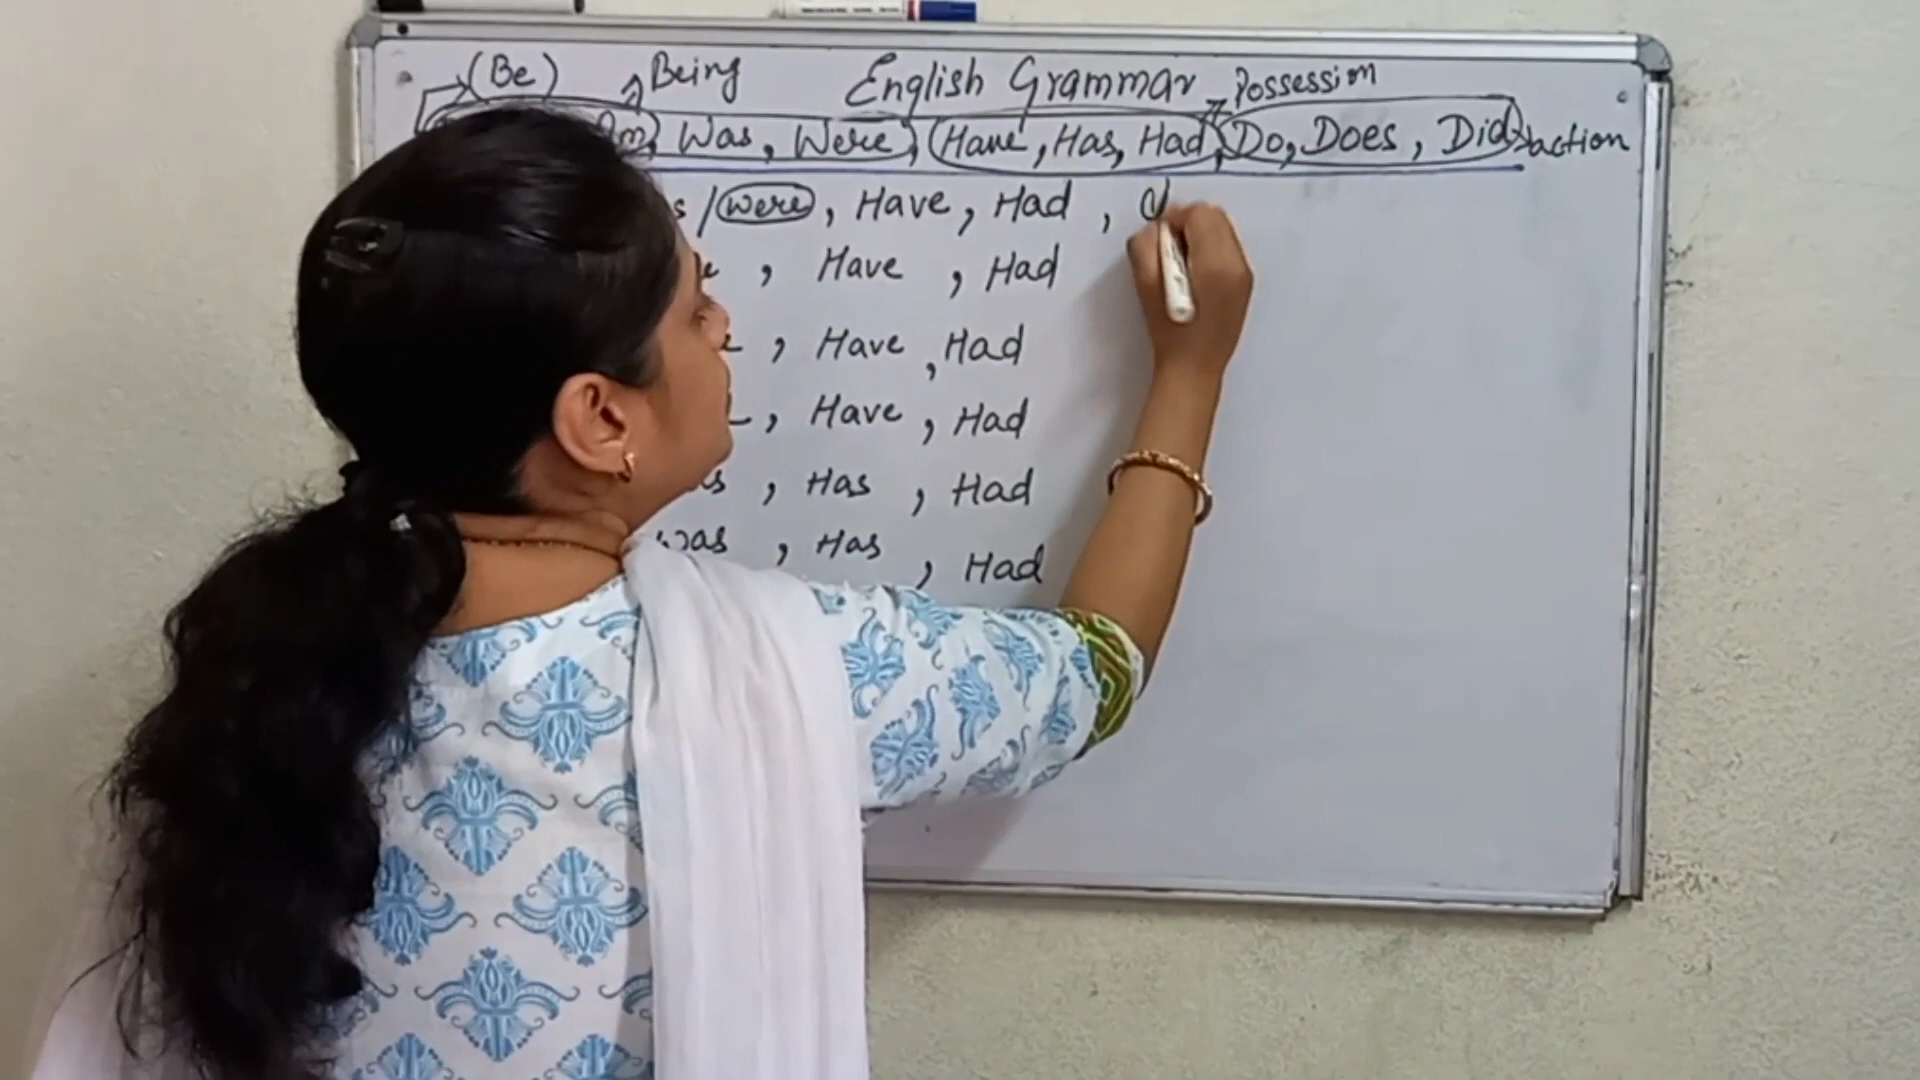 (Be) Being English Grammar Possession
Was, Were, (Have, Has, Had, Do, Does, Did action
/were, Have, Had,
, Have, Had
, Have, Had
, Have, Had
, Has, Had
was, Has, Had